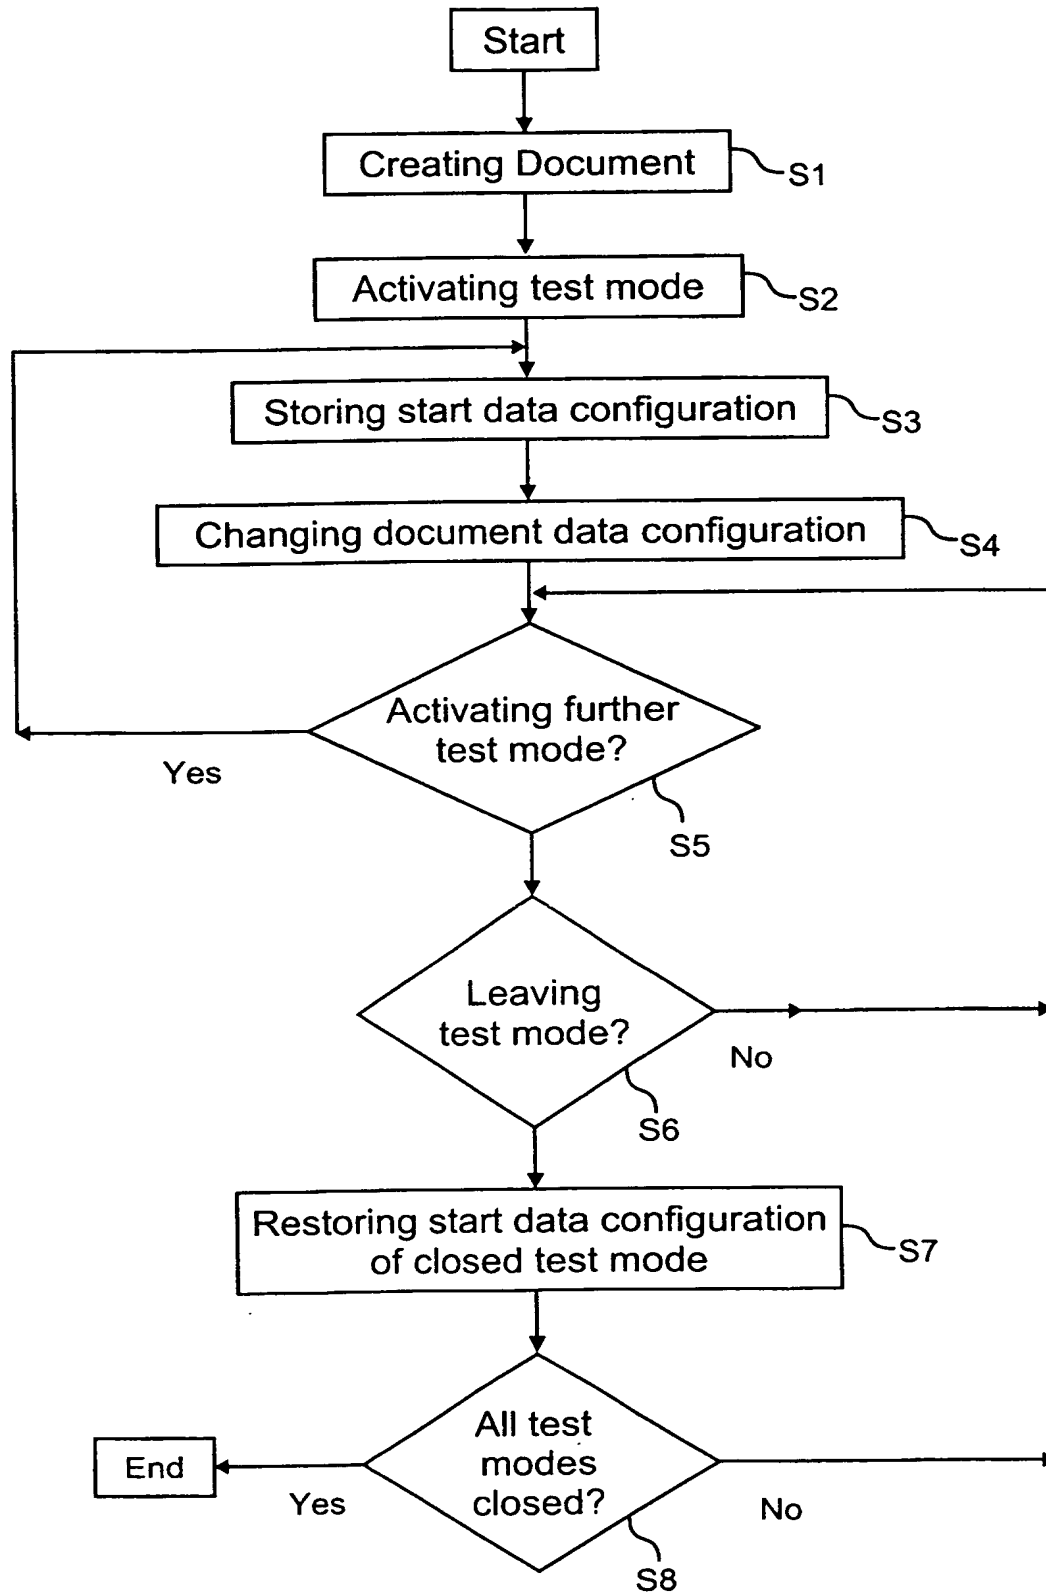 Start
Creating Document
S1
Activating test mode
S2
Storing start data configuration
S3
Changing document data configuration
S4
Activating further
test mode?
Yes
S5
Leaving
test mode?
No
S6
Restoring start data configuration
of closed test mode
S7
All test
modes
closed?
End
Yes
No
S8